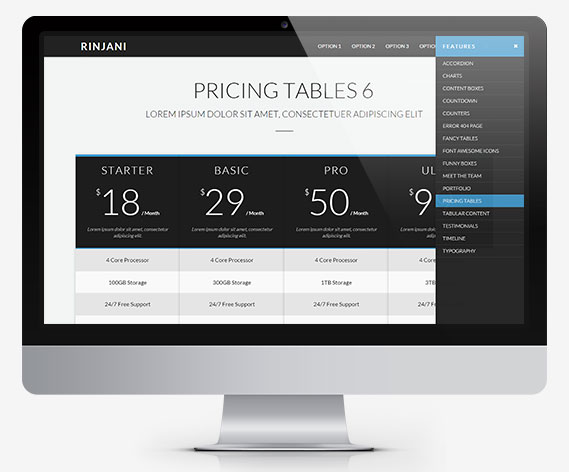 RINJANI
OPTION 1 OPTION 2 OPTION 3
FEATURES ×
ACCORDION
CHARTS
CONTENT BOXES
COUNTDOWN
COUNTERS
ERROR 404 PAGE
FANCY TABLES
FONT AWESOME ICONS
FUNNY BOXES
MEET THE TEAM
PORTFOLIO
PRICING TABLES
TABULAR CONTENT
TESTIMONIALS
TIMELINE
TYPOGRAPHY
PRICING TABLES 6
LOREM IPSUM DOLOR SIT AMET, CONSECTETUER ADIPISCING ELIT
STARTER BASIC PRO UL
$18 / Month $29 / Month $50 / Month $9
Lorem ipsum dolor sit amet, consectetur Lorem ipsum dolor sit amet, consectetur Lorem ipsum dolor sit amet, consectetur Lorem ipsum
adipiscing elit. adipiscing elit. adipiscing elit.
4 Core Processor 4 Core Processor 4 Core Processor 4 Co
100GB Storage 300GB Storage 1TB Storage 3TB
24/7 Free Support 24/7 Free Support 24/7 Free Support 24/7